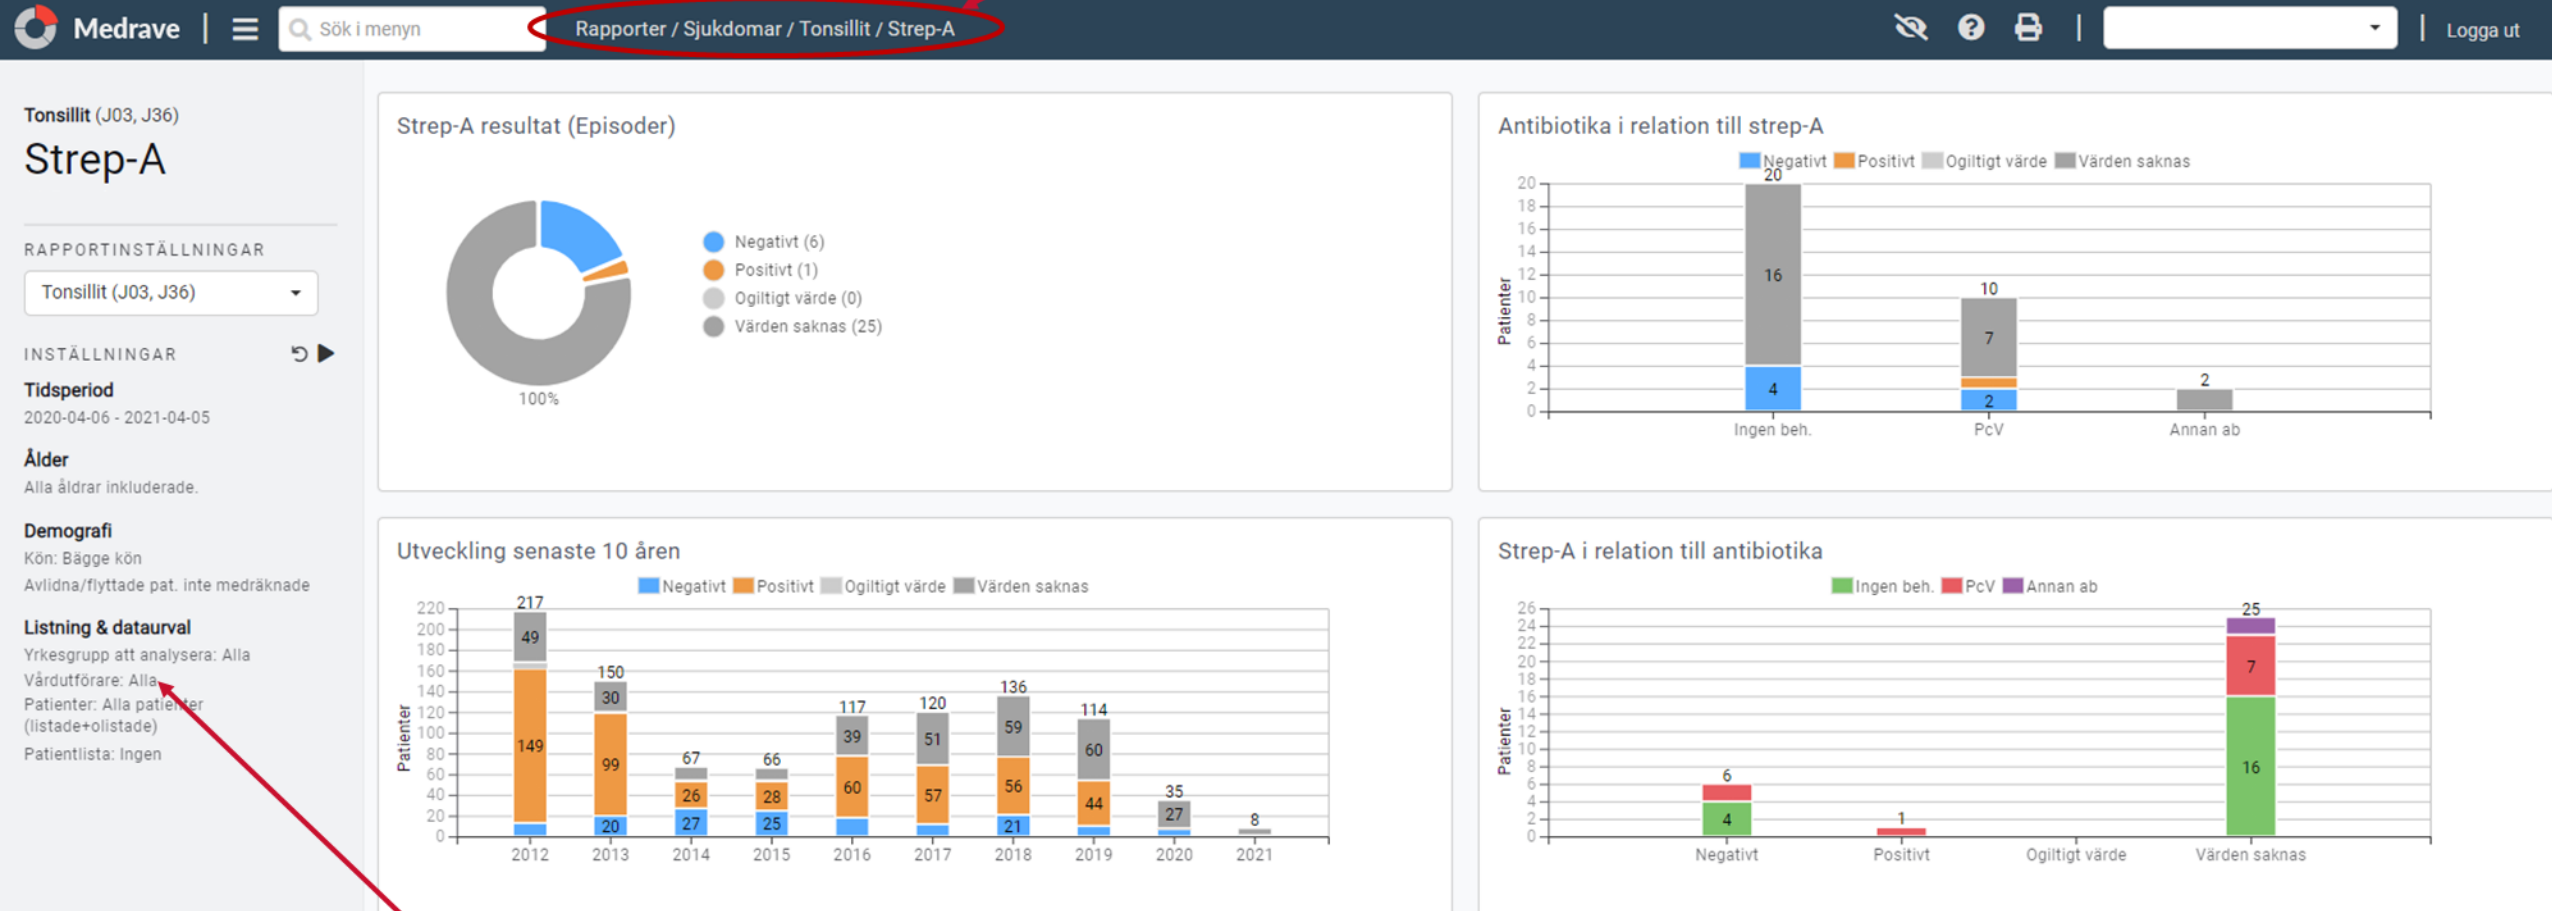 Medrave | Sök i menyn Rapporter / Sjukdomar / Tonsillit / Strep-A | | Logga ut
Tonsillit (J03, J36)
Strep-A
RAPPORTINSTÄLLNINGAR
Tonsillit (J03, J36)
INSTÄLLNINGAR
Tidsperiod
2020-04-06 - 2021-04-05
Ålder
Alla åldrar inkluderade.
Demografi
Kön: Bägge kön
Avlidna/flyttade pat. inte medräknade
Listning & dataurval
Yrkesgrupp att analysera: Alla
Vårdutförare: Alla
Patienter: Alla patienter
(listade+olistade)
Patientlista: Ingen
Strep-A resultat (Episoder)
Negativt (6)
Positivt (1)
Ogiltigt värde (0)
Värden saknas (25)
100%
Antibiotika i relation till strep-A
Negativt Positivt Ogiltigt värde Värden saknas
Patienter
20
18
16
14
12
10
8
6
4
2
0
20
16
4
10
7
2
2
Ingen beh. PcV Annan ab
Utveckling senaste 10 åren
Negativt Positivt Ogiltigt värde Värden saknas
Patienter
220
200
180
160
140
120
100
80
60
40
20
0
217
49
149
150
30
99
20
67
26
27
66
28
25
117
39
60
120
51
57
136
59
56
21
114
60
44
35
27
8
2012 2013 2014 2015 2016 2017 2018 2019 2020 2021
Strep-A i relation till antibiotika
Ingen beh. PcV Annan ab
Patienter
26
24
22
20
18
16
14
12
10
8
6
4
2
0
6
4
1
25
7
16
Negativt Positivt Ogiltigt värde Värden saknas